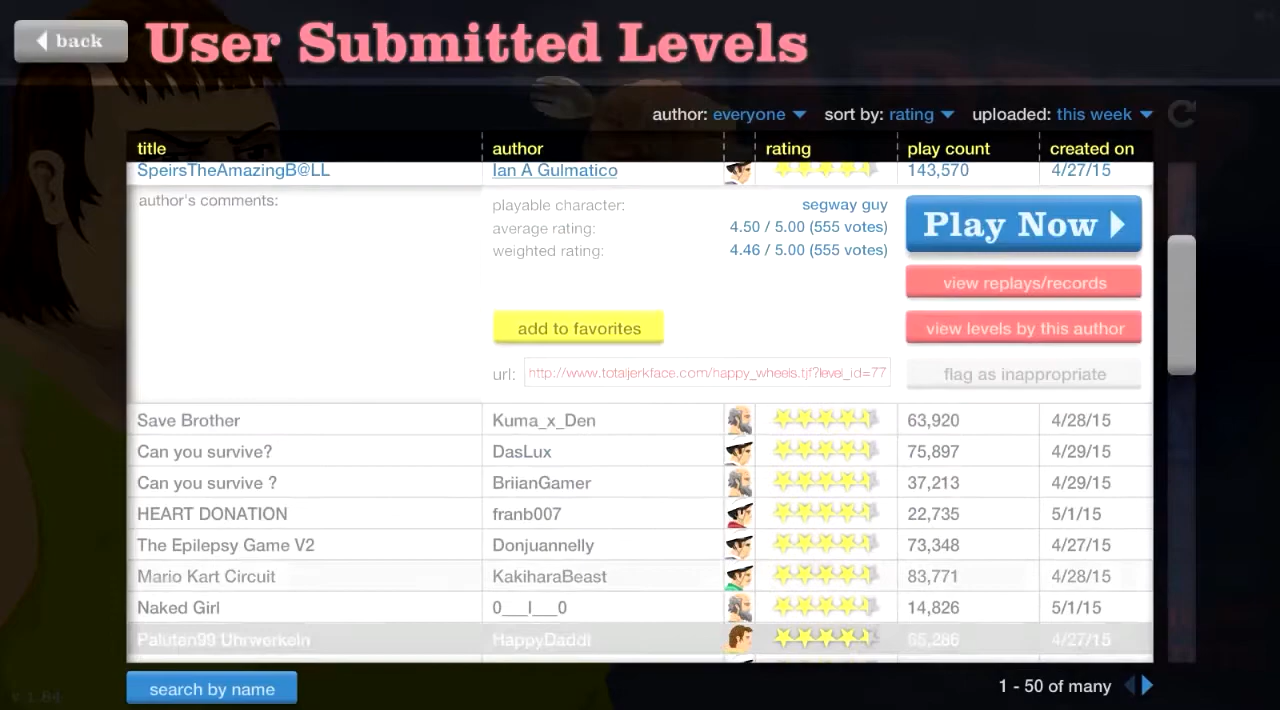 back
User Submitted Levels
author: everyone sort by: rating uploaded: this week
title author rating play count created on
SpeirsTheAmazingB@LL Ian A Gulmatico 143,570 4/27/15
author's comments:
playable character: segway guy
average rating: 4.50 / 5.00 (555 votes)
weighted rating: 4.46 / 5.00 (555 votes)
Play Now
view replays/records
add to favorites
view levels by this author
url: http://www.totaljerkface.com/happy_wheels.tjf?level_id=77
flag as inappropriate
Save Brother Kuma_x_Den 63,920 4/28/15
Can you survive? DasLux 75,897 4/29/15
Can you survive ? BriianGamer 37,213 4/29/15
HEART DONATION franb007 22,735 5/1/15
The Epilepsy Game V2 Donjuannelly 73,348 4/27/15
Mario Kart Circuit KakiharaBeast 83,771 4/28/15
Naked Girl 0___I___0 14,826 5/1/15
Paluten99 Uhrwerkeln HappyDaddi 65,286 4/27/15
search by name
1 - 50 of many
v 1.84